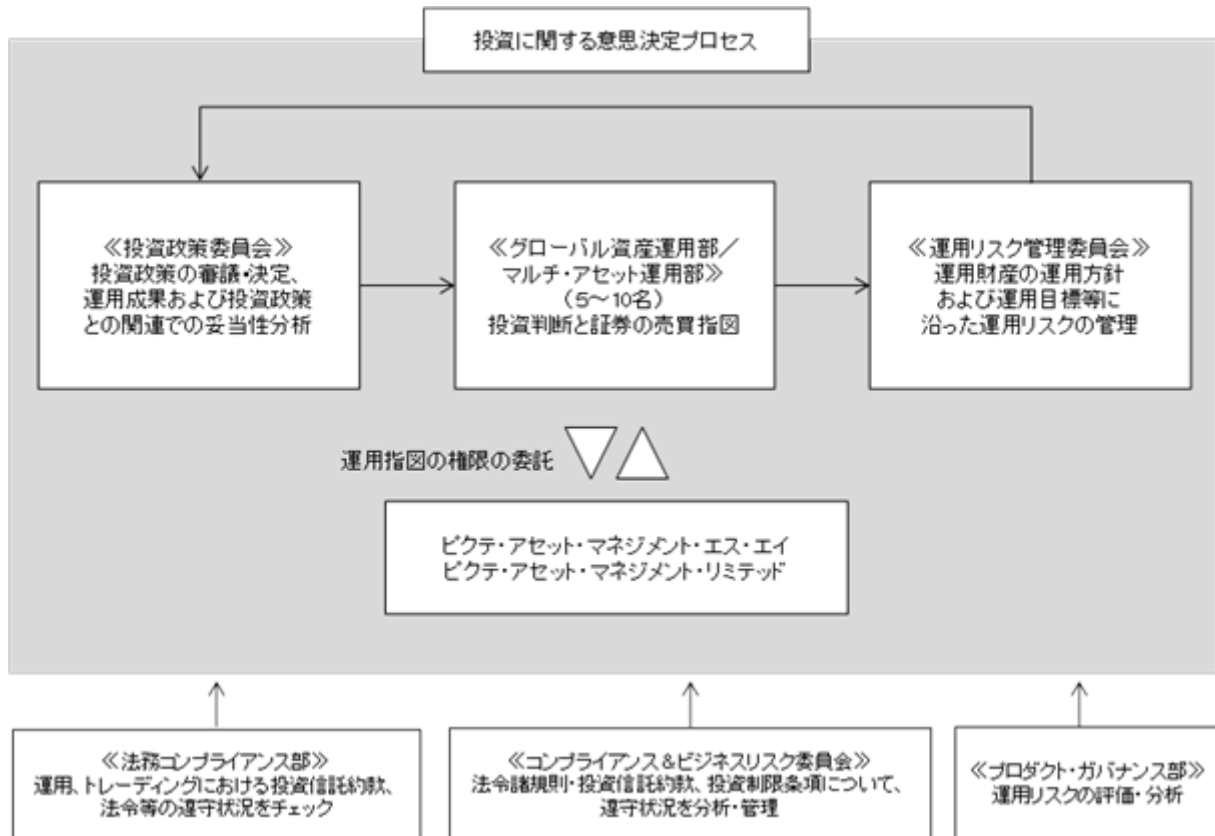 投資に関する意思決定プロセス
≪投資政策委員会≫
投資政策の審議・決定、
運用成果および投資政策
との関連での妥当性分析
≪グローバル資産運用部／
マルチ・アセット運用部≫
（5～10名）
投資判断と証券の売買指図
≪運用リスク管理委員会≫
運用財産の運用方針
および運用目標等に
沿った運用リスクの管理
運用指図の権限の委託
ピクテ・アセット・マネジメント・エス・エイ
ピクテ・アセット・マネジメント・リミテッド
≪法務コンプライアンス部≫
運用、トレーディングにおける投資信託約款、
法令等の遵守状況をチェック
≪コンプライアンス＆ビジネスリスク委員会≫
法令諸規則・投資信託約款、投資制限条項について、
遵守状況を分析・管理
≪プロダクト・ガバナンス部≫
運用リスクの評価・分析